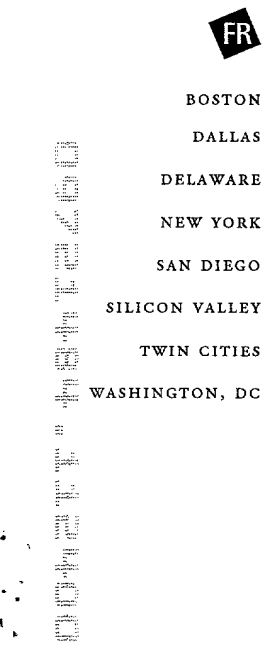 FR
BOSTON
DALLAS
DELAWARE
NEW YORK
SAN DIEGO
SILICON VALLEY
TWIN CITIES
WASHINGTON, DC